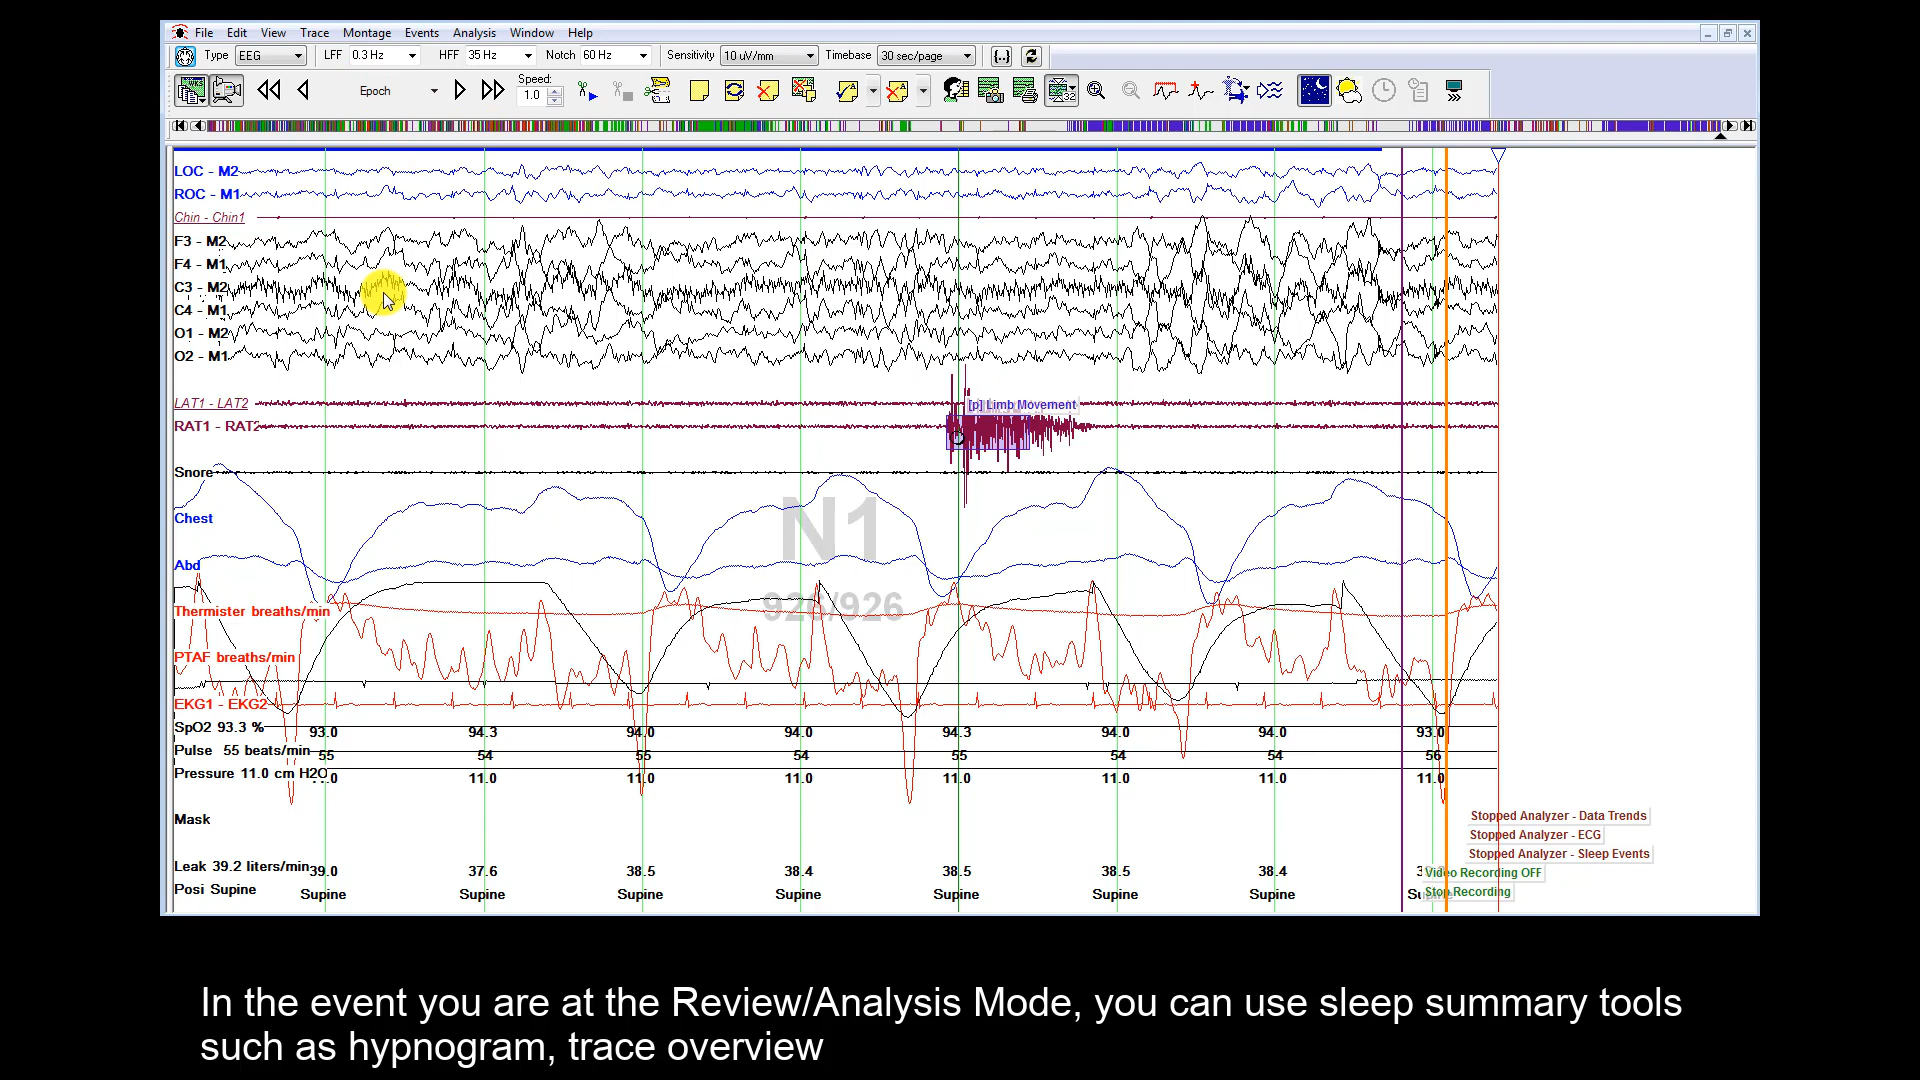 File Edit View Trace Montage Events Analysis Window Help
Type EEG LFF 0.3 Hz HFF 35 Hz Notch 60 Hz Sensitivity 10 uV/mm Timebase 30 sec/page
Epoch Speed: 1.0 32
LOC - M2
ROC - M1
Chin - Chin1
F3 - M2
F4 - M1
C3 - M2
C4 - M1
O1 - M2
O2 - M1
LAT1 - LAT2 [p] Limb Movement
RAT1 - RAT2
Snore
Chest
N1
Abd
926/926
Thermister breaths/min
PTAF breaths/min
EKG1 - EKG2
SpO2 93.3 % 93.0 94.3 94.0 94.0 94.3 94.0 94.0 93.0
Pulse 55 beats/min 55 54 55 54 55 54 54 56
Pressure 11.0 cm H2O 11.0 11.0 11.0 11.0 11.0 11.0 11.0
Stopped Analyzer - Data Trends
Mask
Stopped Analyzer - ECG
Stopped Analyzer - Sleep Events
Leak 39.2 liters/min 39.0 37.6 38.5 38.4 38.5 38.5 38.4 Video Recording OFF
Posi Supine Supine Supine Supine Supine Supine Supine Supine Stop Recording
In the event you are at the Review/Analysis Mode, you can use sleep summary tools
such as hypnogram, trace overview